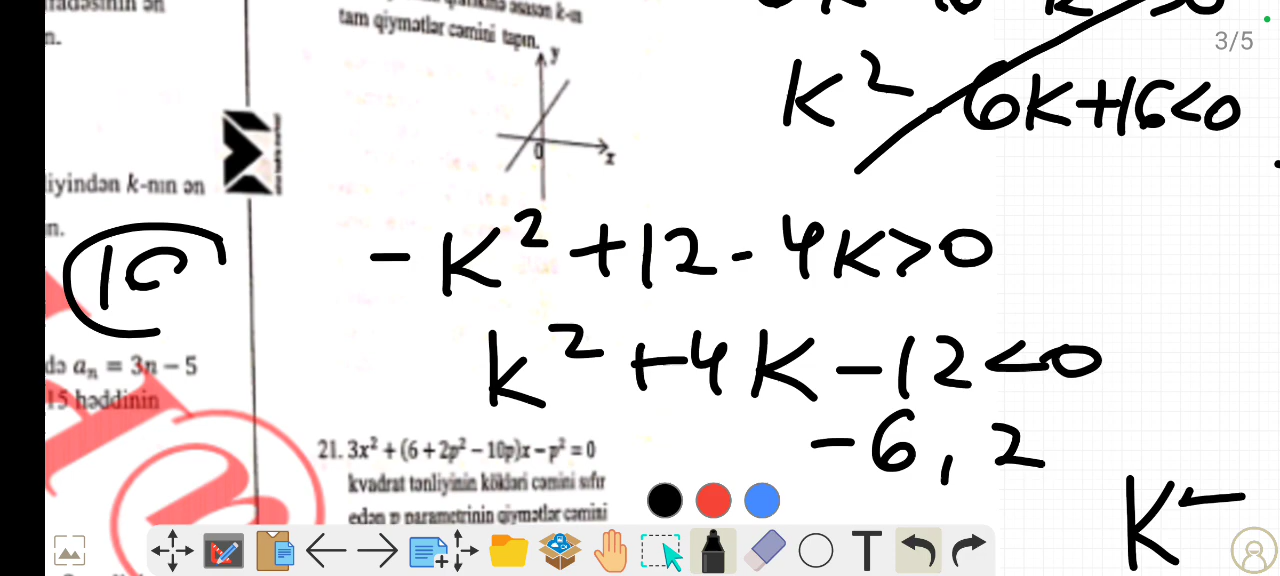 n.
tam qiymətlər cəmini tapın.
y
0
x
iyindən k-nın ən
n.
də aₙ = 3n − 5
15 həddinin
21. 3x² + (6 + 2p² − 10p)x − p² = 0
kvadrat tənliyinin kökləri cəmini sıfır
edən p parametrinin qiymətlər cəmini
3/5
K² - 6K+16<0
-K²+12-4K>0
K²+4K-12<0
-6, 2
K
T